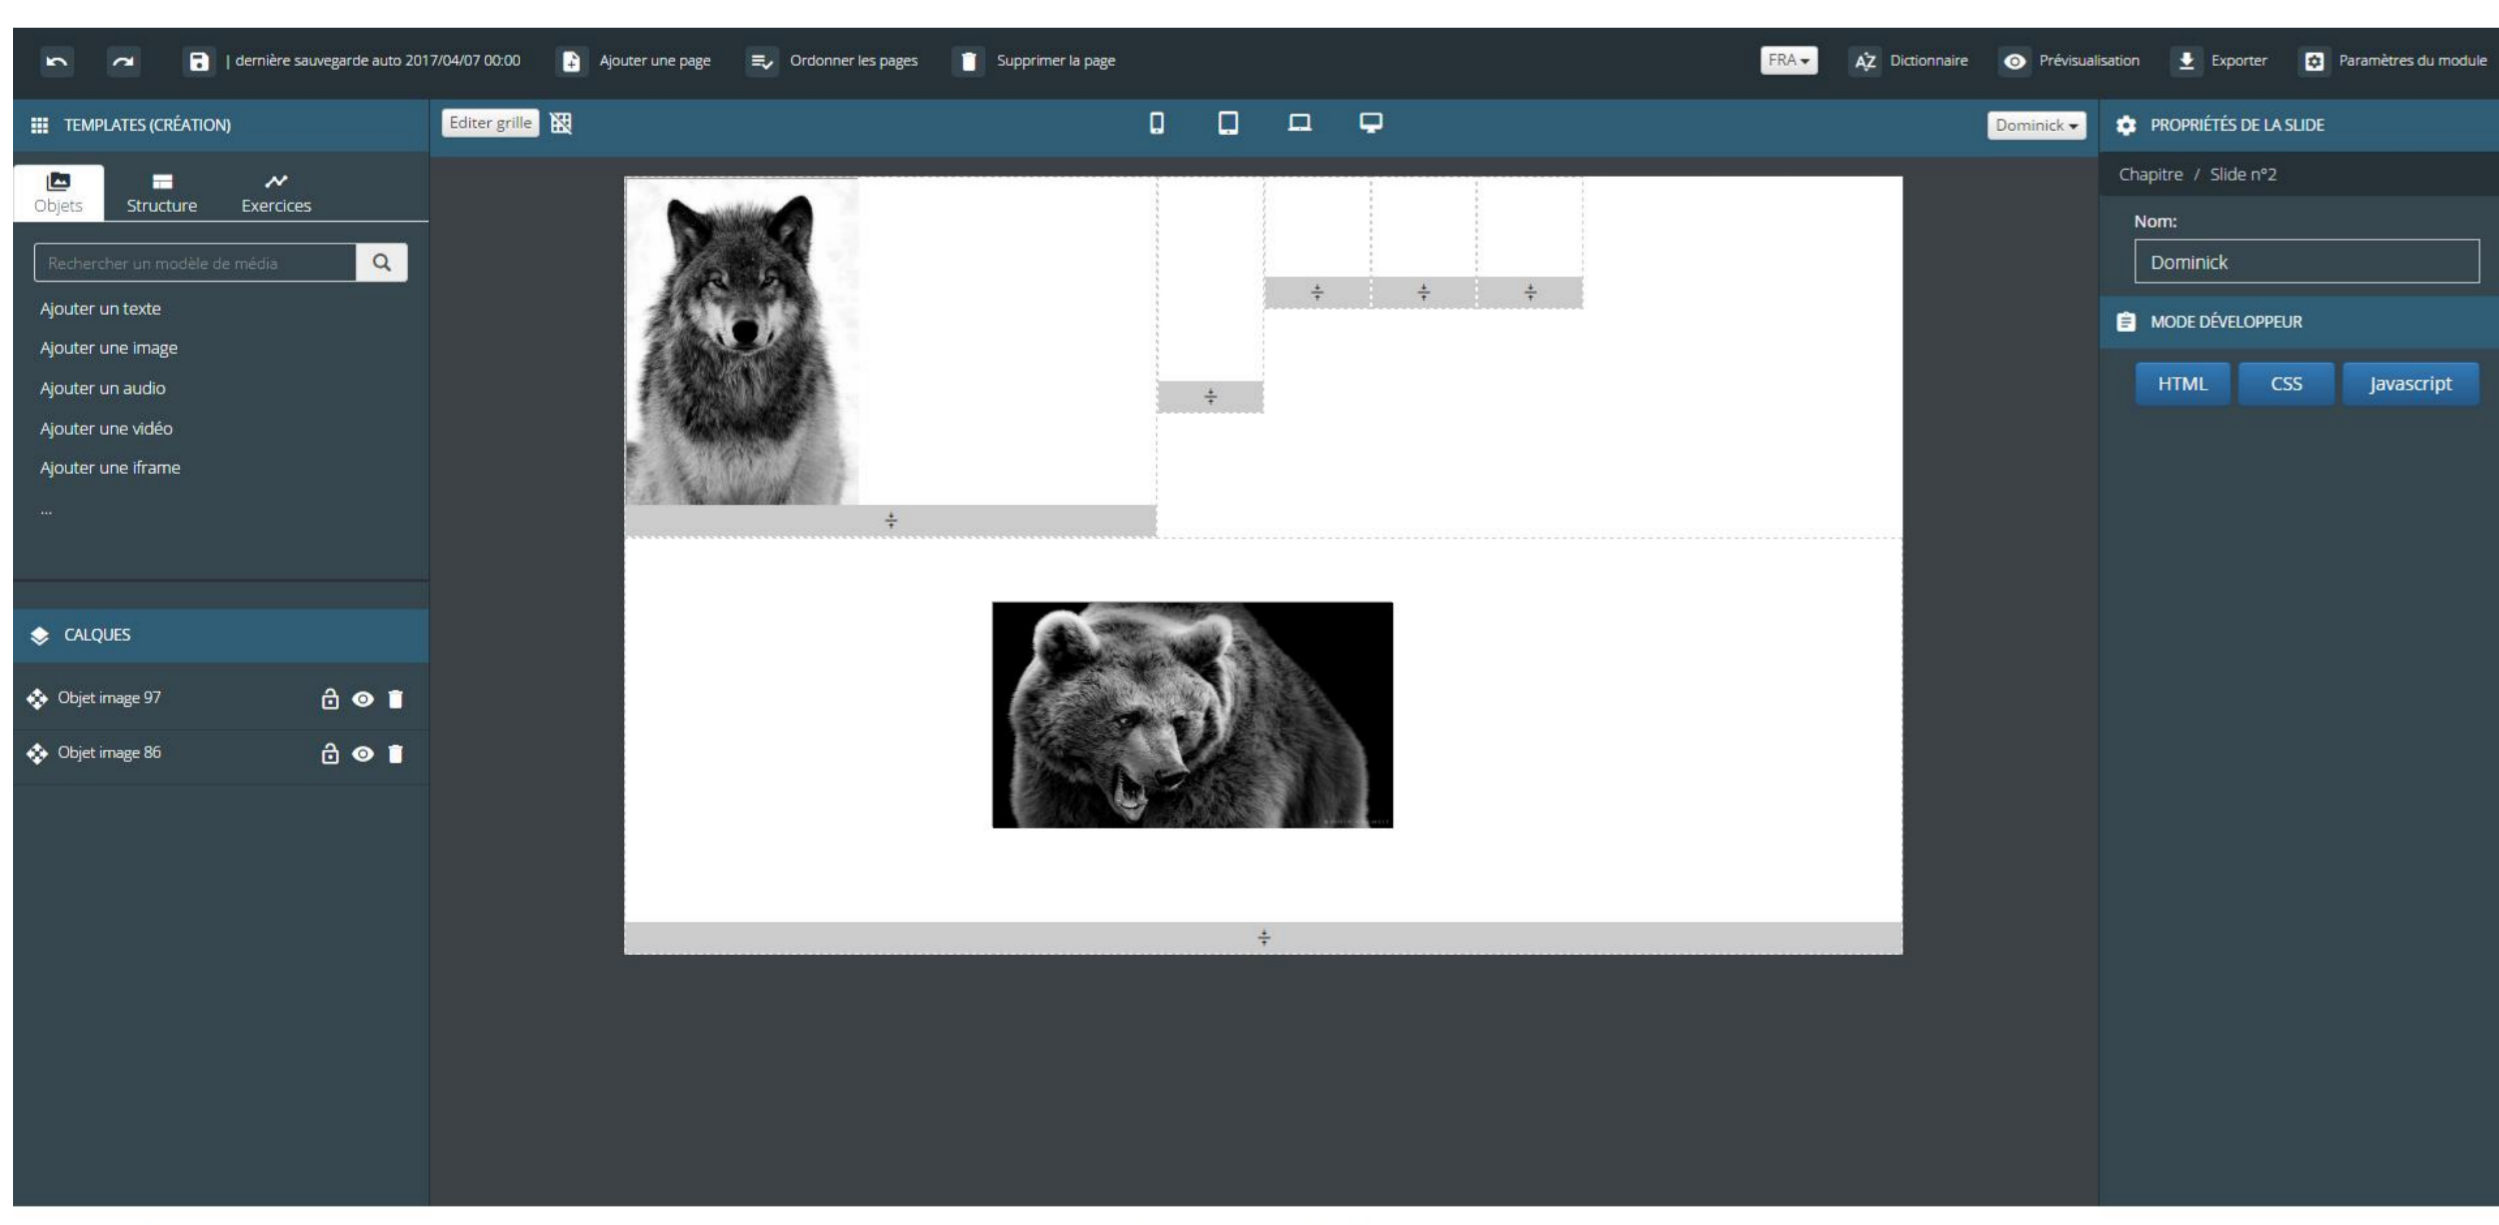 | dernière sauvegarde auto 2017/04/07 00:00 Ajouter une page Ordonner les pages Supprimer la page FRA AZ Dictionnaire Prévisualisation Exporter Paramètres du module
TEMPLATES (CRÉATION) Editer grille Dominick PROPRIÉTÉS DE LA SLIDE
Chapitre / Slide n°2
Objets Structure Exercices
Nom:
Rechercher un modèle de média
Dominick
Ajouter un texte
MODE DÉVELOPPEUR
Ajouter une image
HTML CSS Javascript
Ajouter un audio
Ajouter une vidéo
Ajouter une iframe
...
CALQUES
Objet image 97
Objet image 86